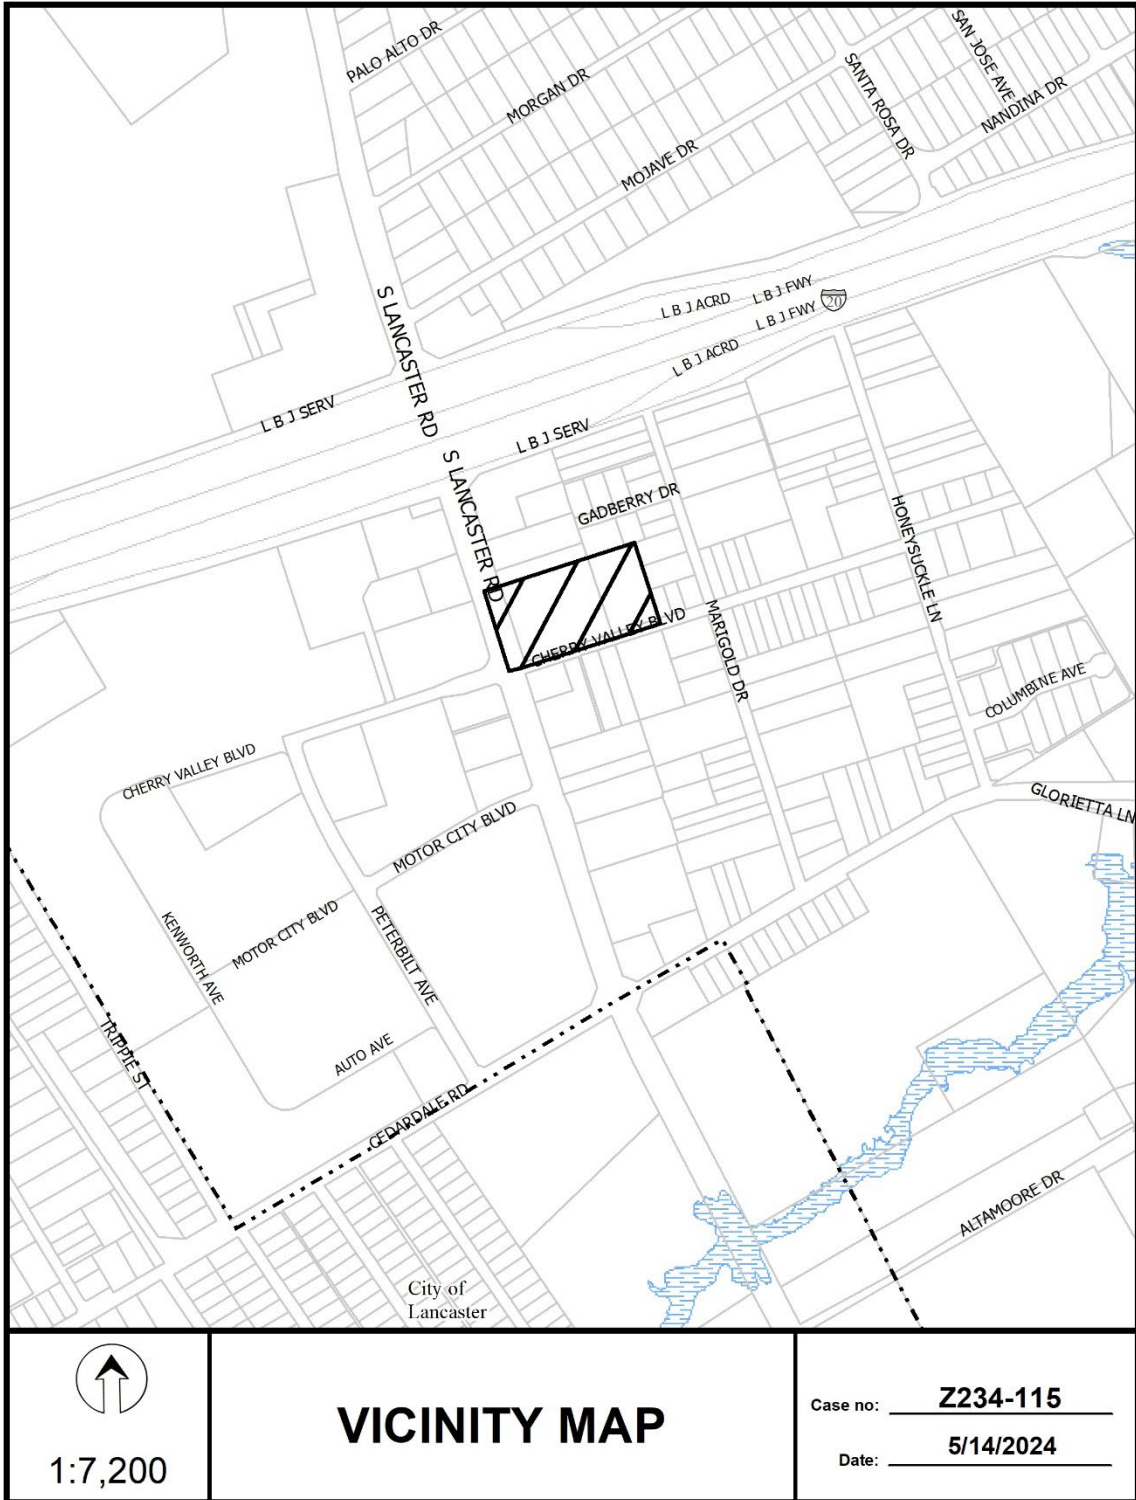 PALO ALTO DR
MORGAN DR
MOJAVE DR
SANTA ROSA DR
SAN JOSE AVE
NANDINA DR
S LANCASTER RD
L B J ACRD
L B J FWY
20
L B J FWY
L B J ACRD
L B J SERV
L B J SERV
S LANCASTER RD
GADBERRY DR
HONEYSUCKLE LN
CHERRY VALLEY BLVD
MARIGOLD DR
COLUMBINE AVE
CHERRY VALLEY BLVD
GLORIETTA LN
MOTOR CITY BLVD
KENWORTH AVE
MOTOR CITY BLVD
PETERBILT AVE
TRIPPIE ST
AUTO AVE
CEDARDALE RD
ALTAMOORE DR
City of
Lancaster
1:7,200
VICINITY MAP
Case no: Z234-115
Date: 5/14/2024